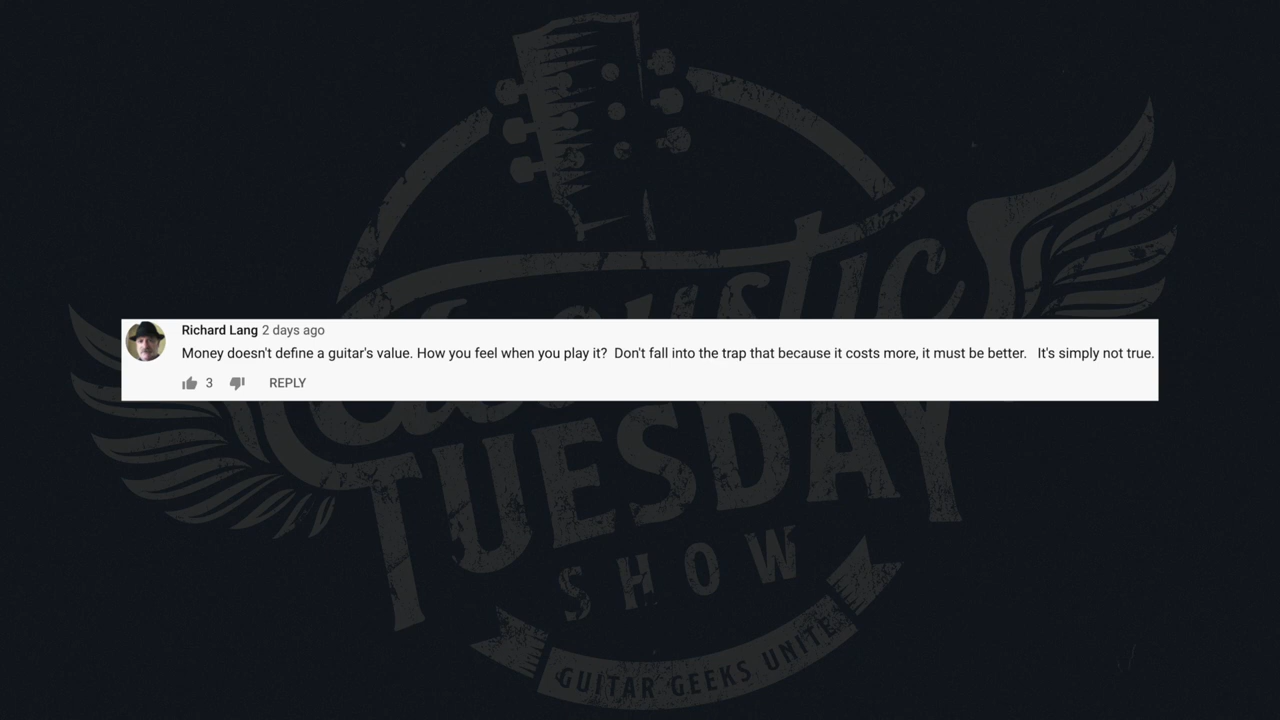 Acoustic
Richard Lang 2 days ago
Money doesn't define a guitar's value. How you feel when you play it?  Don't fall into the trap that because it costs more, it must be better.   It's simply not true.
3 REPLY
TUESDAY
SHOW
GUITAR GEEKS UNITE